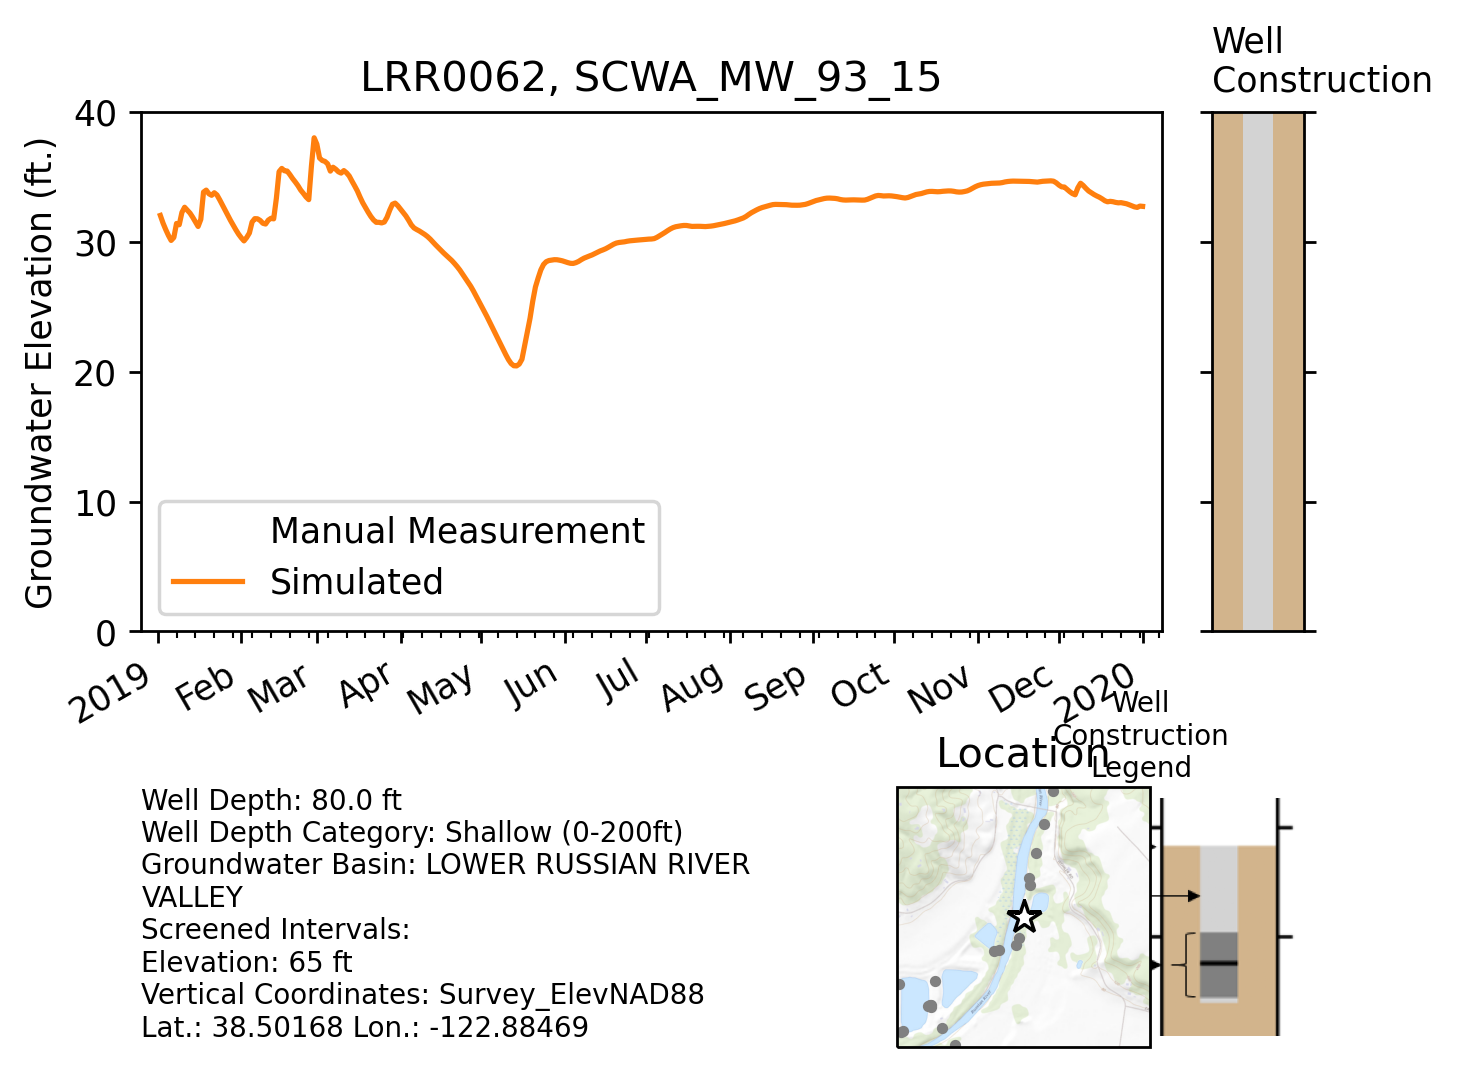 Well
Construction
LRR0062, SCWA_MW_93_15
Groundwater Elevation (ft.)
40
30
20
10
0
Manual Measurement
Simulated
2019
Feb
Mar
Apr
May
Jun
Jul
Aug
Sep
Oct
Nov
Dec
2020
Well
Construction
Legend
Location
Well Depth: 80.0 ft
Well Depth Category: Shallow (0-200ft)
Groundwater Basin: LOWER RUSSIAN RIVER
VALLEY
Screened Intervals:
Elevation: 65 ft
Vertical Coordinates: Survey_ElevNAD88
Lat.: 38.50168 Lon.: -122.88469